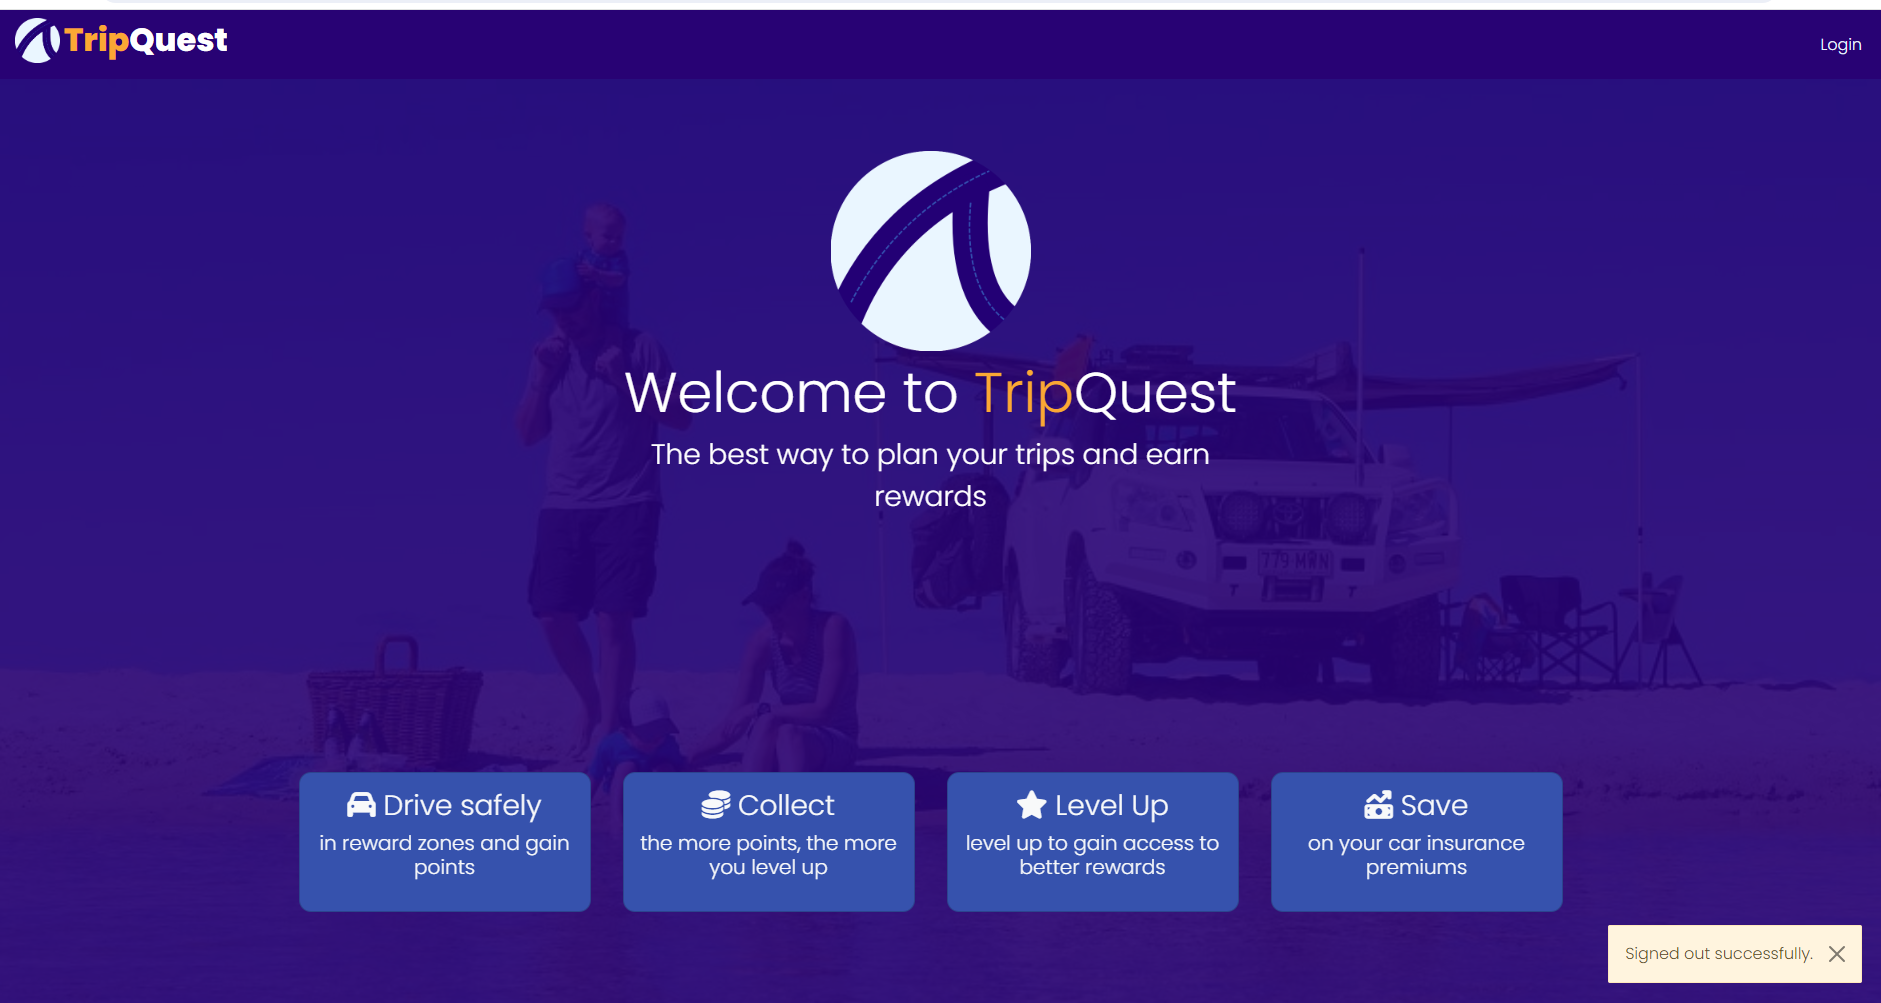 TripQuest
Login
Welcome to TripQuest
The best way to plan your trips and earn
rewards
779 MWN
Drive safely
in reward zones and gain
points
Collect
the more points, the more
you level up
Level Up
level up to gain access to
better rewards
Save
on your car insurance
premiums
Signed out successfully.